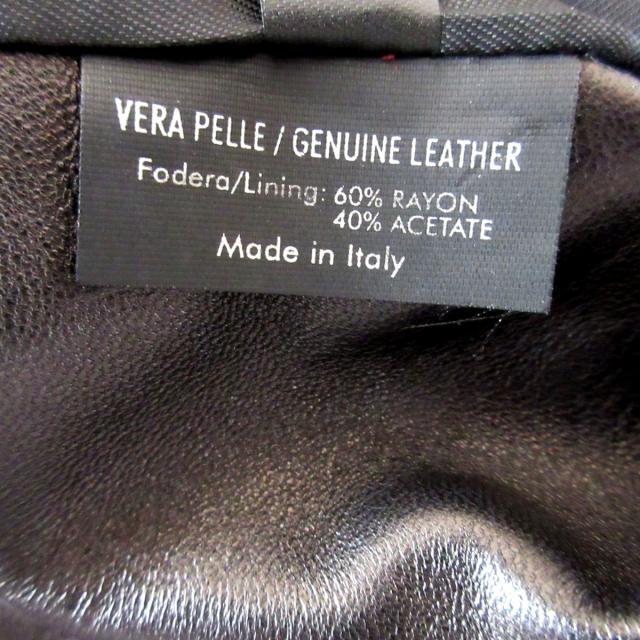 VERA PELLE / GENUINE LEATHER
Fodera/Lining: 60% RAYON
40% ACETATE
Made in Italy